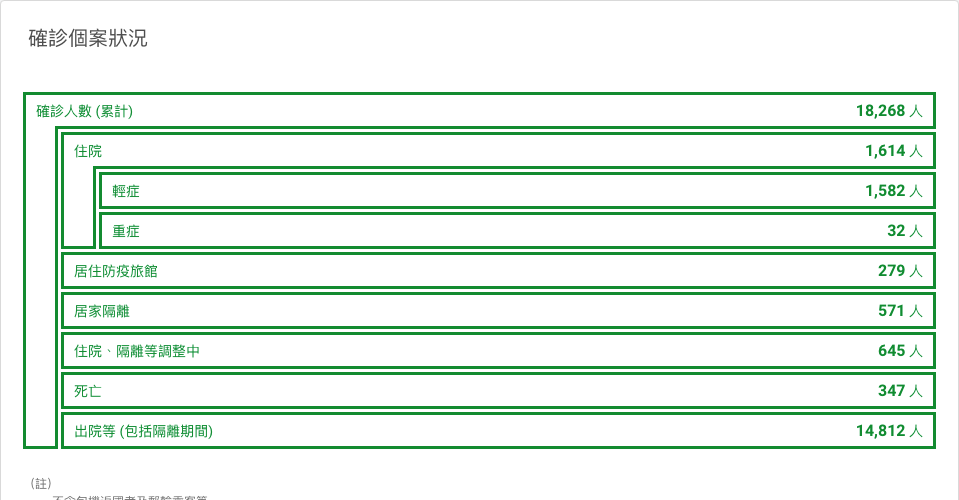 確診個案狀況
確診人數 (累計) 18,268 人
住院 1,614 人
輕症 1,582 人
重症 32 人
居住防疫旅館 279 人
居家隔離 571 人
住院、隔離等調整中 645 人
死亡 347 人
出院等 (包括隔離期間) 14,812 人
(註)